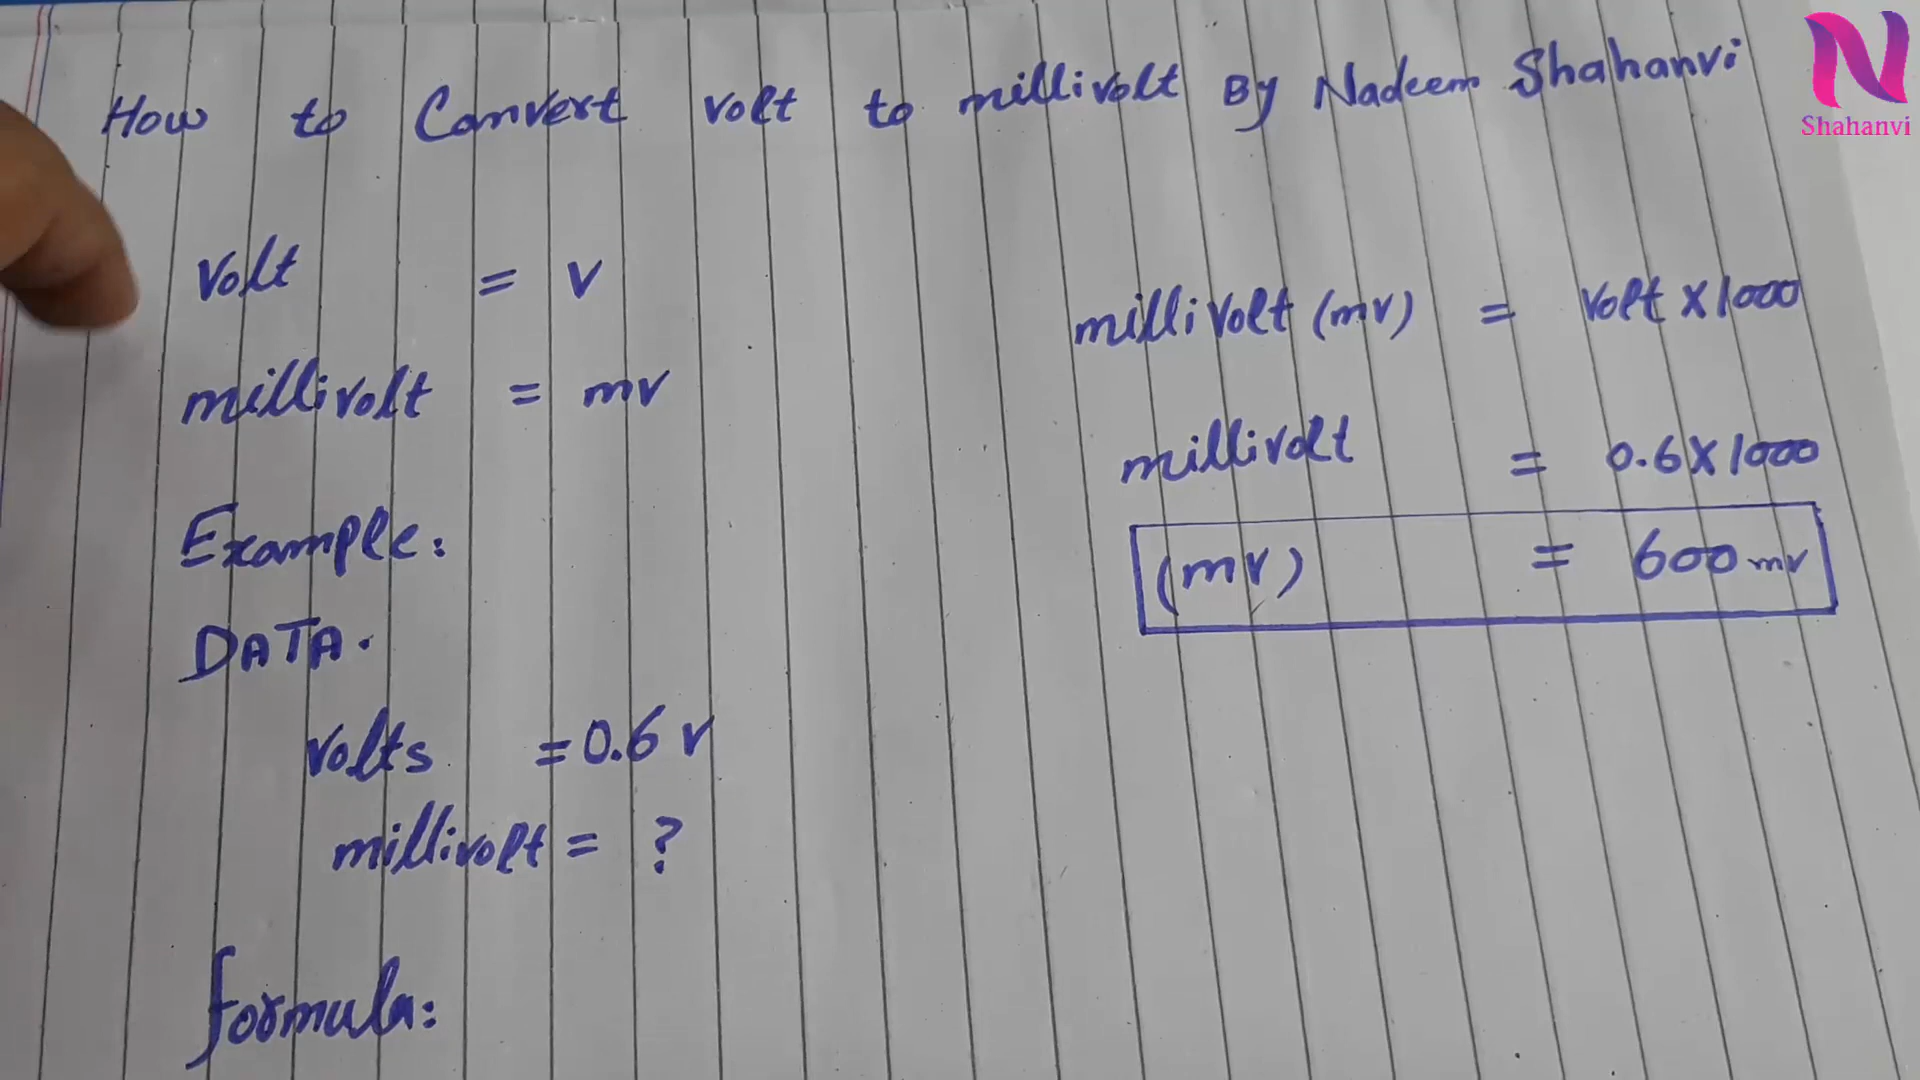 How to Convert volt to millivolt By Nadeem Shahanvi
N
Shahanvi
Volt = V
millivolt = mv
Example:
DATA.
volts = 0.6 v
millivolt = ?
formula:
millivolt (mv) = Volt X 1000
millivolt = 0.6 X 1000
(mv) = 600 mv